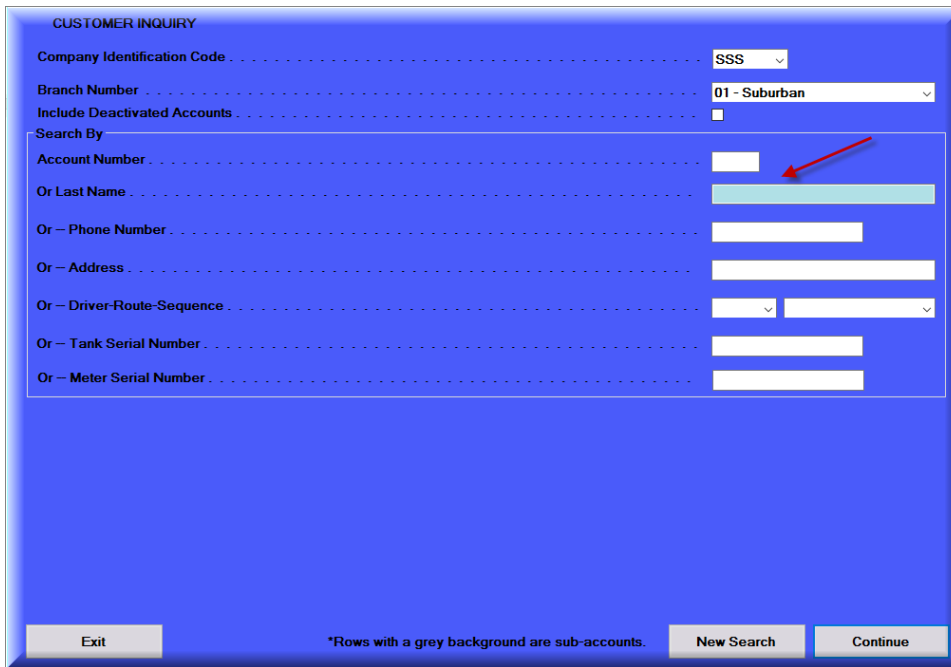 CUSTOMER INQUIRY
Company Identification Code . . . . . . . . . . . . . . . . . . . . . . . . . . . . . . . . . . . . . . . . . . . . . . . . . . SSS
Branch Number . . . . . . . . . . . . . . . . . . . . . . . . . . . . . . . . . . . . . . . . . . . . . . . . . . . . . . . . . . . 01 - Suburban
Include Deactivated Accounts . . . . . . . . . . . . . . . . . . . . . . . . . . . . . . . . . . . . . . . . . . . . . . . . .
Search By
Account Number . . . . . . . . . . . . . . . . . . . . . . . . . . . . . . . . . . . . . . . . . . . . . . . . . . . . . . . . . .
Or Last Name . . . . . . . . . . . . . . . . . . . . . . . . . . . . . . . . . . . . . . . . . . . . . . . . . . . . . . . . . . . .
Or – Phone Number . . . . . . . . . . . . . . . . . . . . . . . . . . . . . . . . . . . . . . . . . . . . . . . . . . . . . . . .
Or – Address . . . . . . . . . . . . . . . . . . . . . . . . . . . . . . . . . . . . . . . . . . . . . . . . . . . . . . . . . . . .
Or – Driver-Route-Sequence . . . . . . . . . . . . . . . . . . . . . . . . . . . . . . . . . . . . . . . . . . . . . . . . . .
Or – Tank Serial Number . . . . . . . . . . . . . . . . . . . . . . . . . . . . . . . . . . . . . . . . . . . . . . . . . . . .
Or – Meter Serial Number . . . . . . . . . . . . . . . . . . . . . . . . . . . . . . . . . . . . . . . . . . . . . . . . . . .
Exit *Rows with a grey background are sub-accounts. New Search Continue